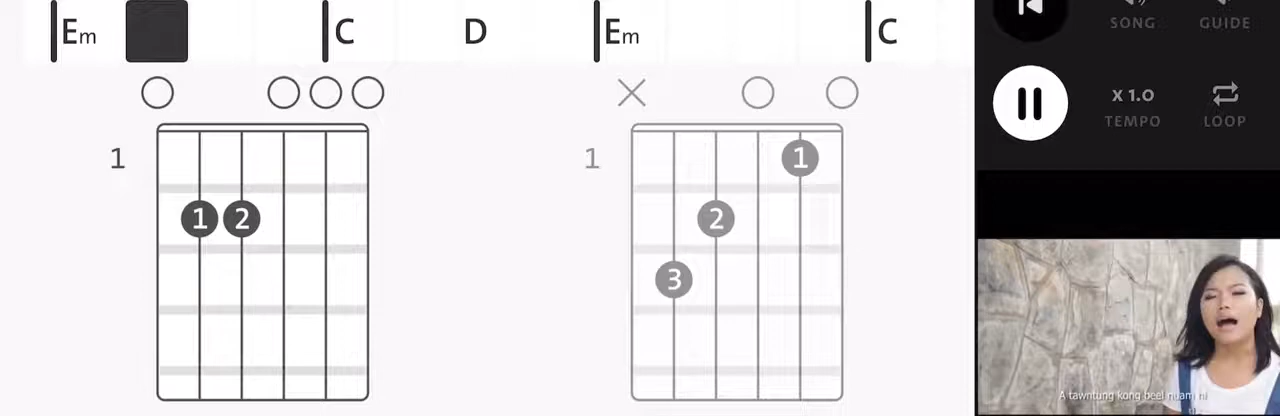 Em C D Em C
SONG GUIDE
X 1.0
TEMPO LOOP
1 1 1
1 2 2
3
A tawntung kong beel nuam hi